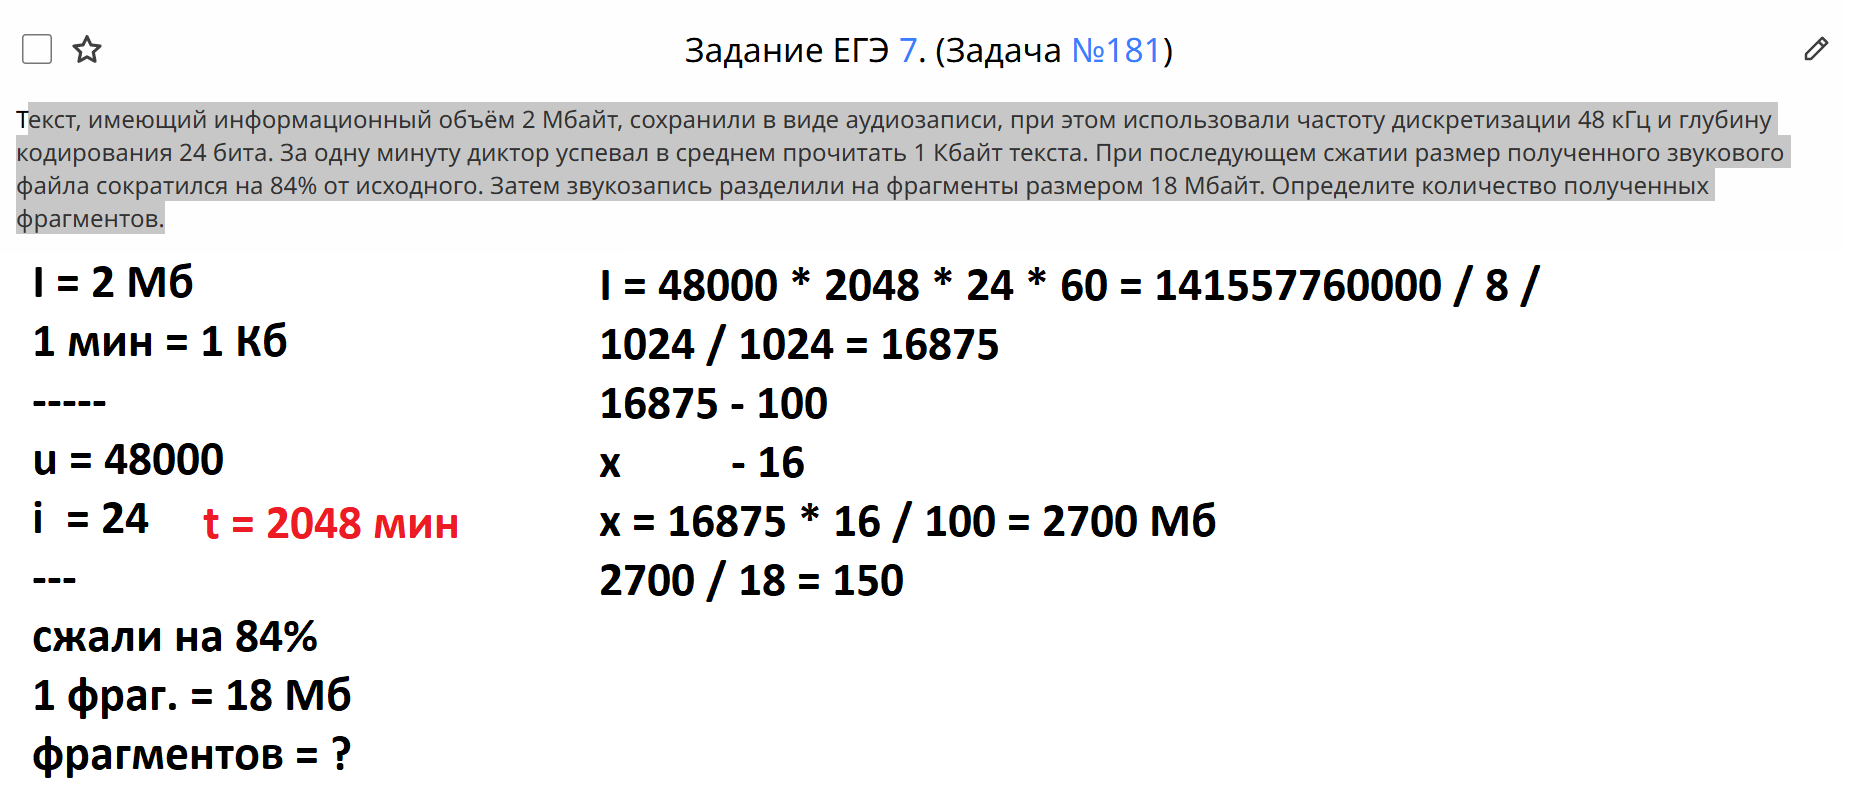 Задание ЕГЭ 7. (Задача №181)
Текст, имеющий информационный объём 2 Мбайт, сохранили в виде аудиозаписи, при этом использовали частоту дискретизации 48 кГц и глубину
кодирования 24 бита. За одну минуту диктор успевал в среднем прочитать 1 Кбайт текста. При последующем сжатии размер полученного звукового
файла сократился на 84% от исходного. Затем звукозапись разделили на фрагменты размером 18 Мбайт. Определите количество полученных
фрагментов.
I = 2 Мб
1 мин = 1 Кб
-----
u = 48000
i = 24 t = 2048 мин
---
сжали на 84%
1 фраг. = 18 Мб
фрагментов = ?
I = 48000 * 2048 * 24 * 60 = 141557760000 / 8 /
1024 / 1024 = 16875
16875 - 100
x - 16
x = 16875 * 16 / 100 = 2700 Мб
2700 / 18 = 150